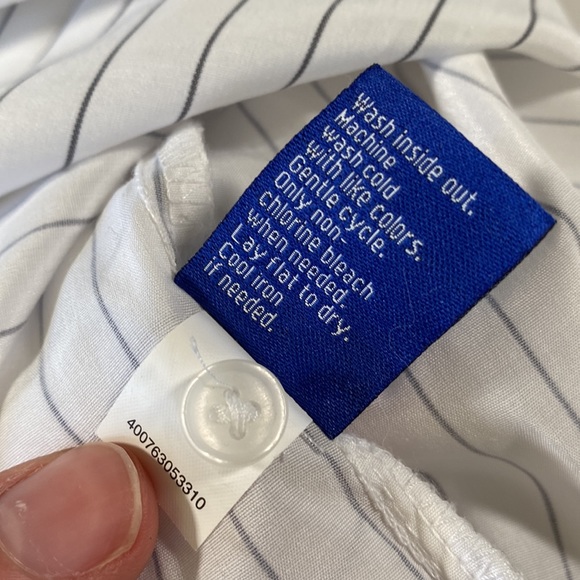 Wash inside out.
Machine
wash cold
with like colors.
Gentle cycle.
Only non-
Chlorine bleach
when needed.
Lay flat to dry.
Cool iron
if needed.
400763053310